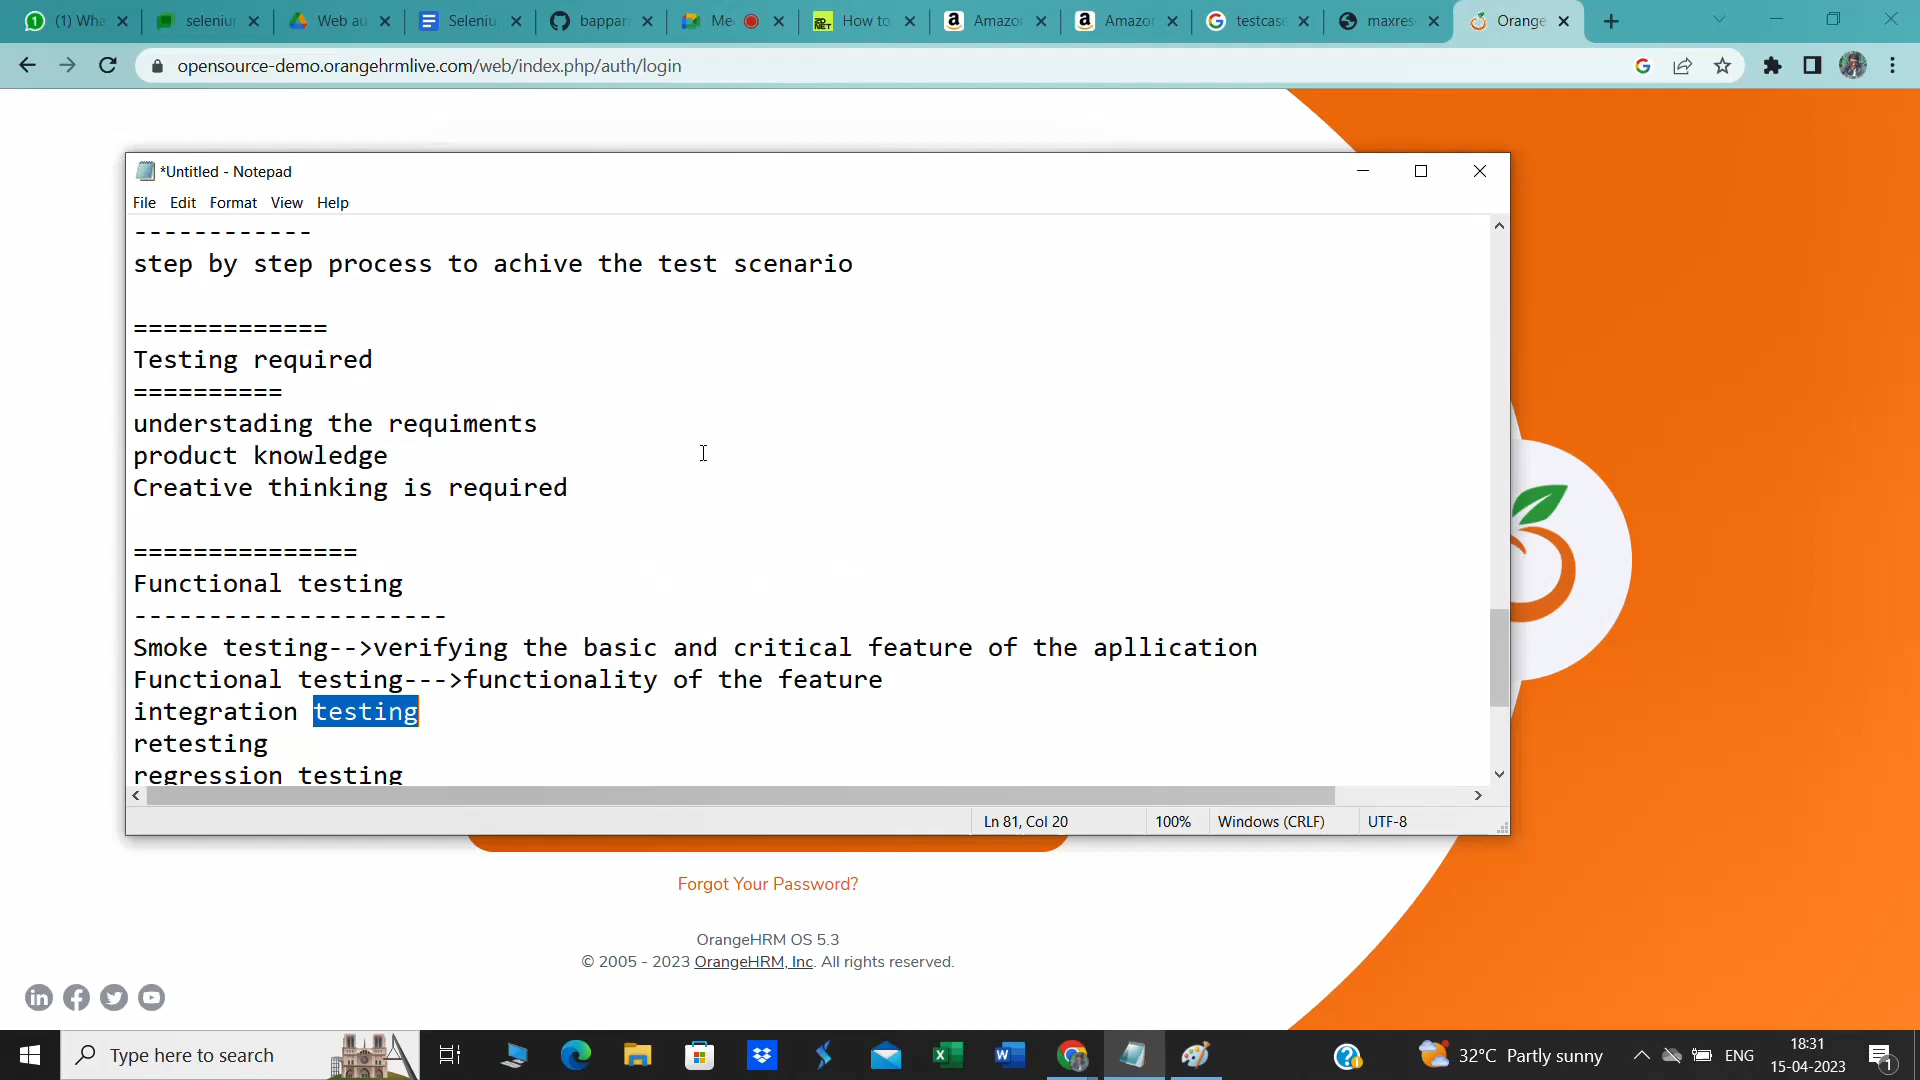 (1) Wha
seleniu
Web au
Seleniu
bappar
Mee
How to
Amazo
Amazor
testcase
maxres
Orange
opensource-demo.orangehrmlive.com/web/index.php/auth/login
*Untitled - Notepad
File Edit Format View Help
------------
step by step process to achive the test scenario
=============
Testing required
==========
understading the requiments
product knowledge
Creative thinking is required
===============
Functional testing
---------------------
Smoke testing-->verifying the basic and critical feature of the apllication
Functional testing--->functionality of the feature
integration testing
retesting
regression testing
Ln 81, Col 20 100% Windows (CRLF) UTF-8
Forgot Your Password?
OrangeHRM OS 5.3
© 2005 - 2023 OrangeHRM, Inc. All rights reserved.
Type here to search
32°C Partly sunny
ENG
18:31
15-04-2023
1